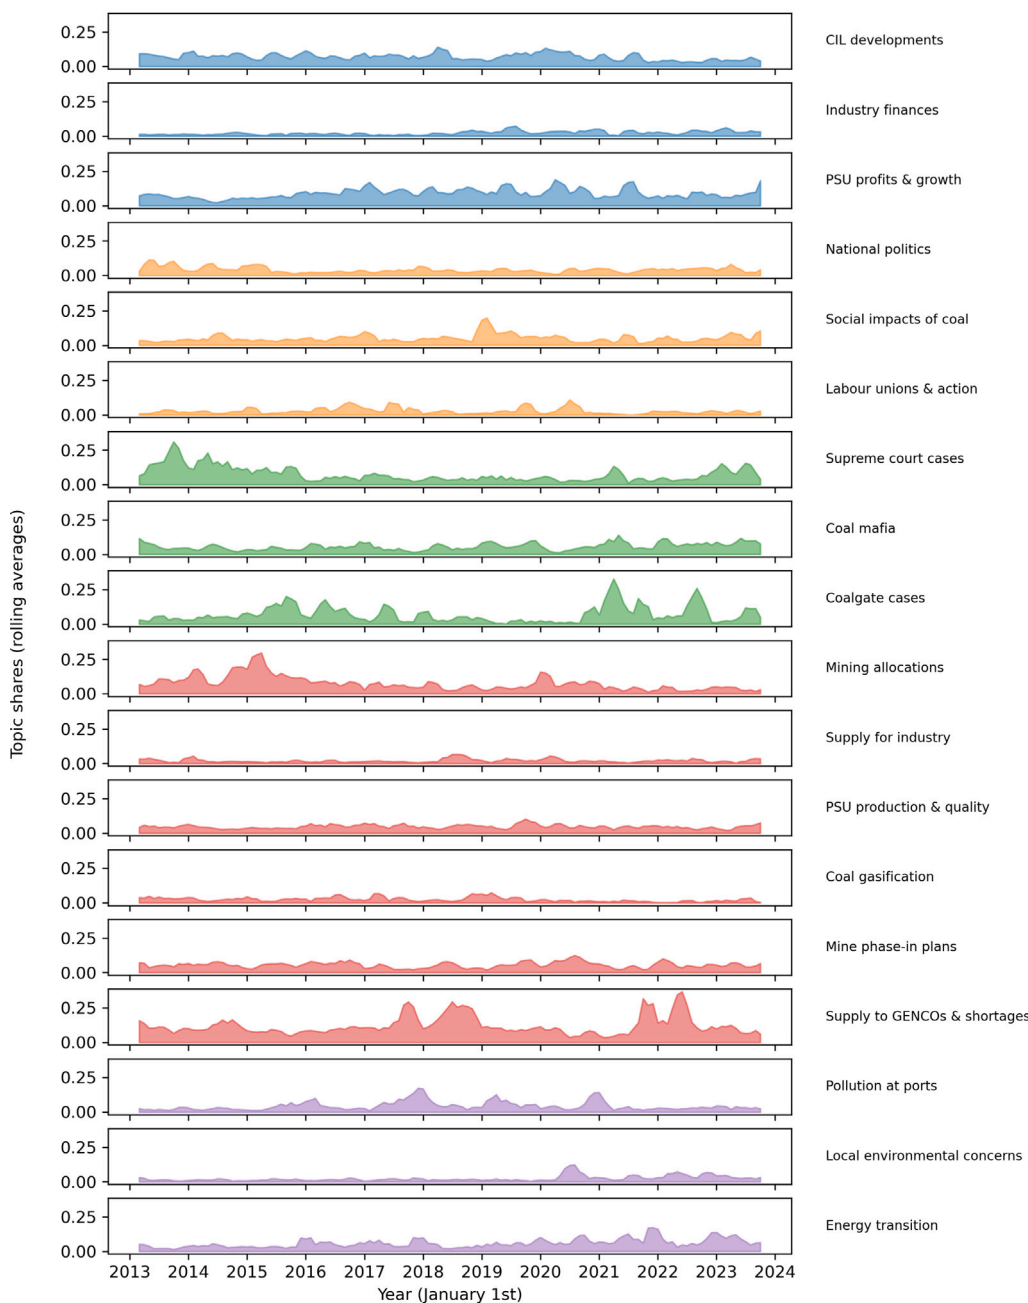 0.25
0.00
CIL developments
0.25
0.00
Industry finances
0.25
0.00
PSU profits & growth
0.25
0.00
National politics
0.25
0.00
Social impacts of coal
0.25
0.00
Labour unions & action
0.25
0.00
Supreme court cases
0.25
0.00
Coal mafia
0.25
0.00
Coalgate cases
0.25
0.00
Mining allocations
0.25
0.00
Supply for industry
0.25
0.00
PSU production & quality
0.25
0.00
Coal gasification
0.25
0.00
Mine phase-in plans
0.25
0.00
Supply to GENCOs & shortages
0.25
0.00
Pollution at ports
0.25
0.00
Local environmental concerns
0.25
0.00
Energy transition
Topic shares (rolling averages)
2013 2014 2015 2016 2017 2018 2019 2020 2021 2022 2023 2024
Year (January 1st)